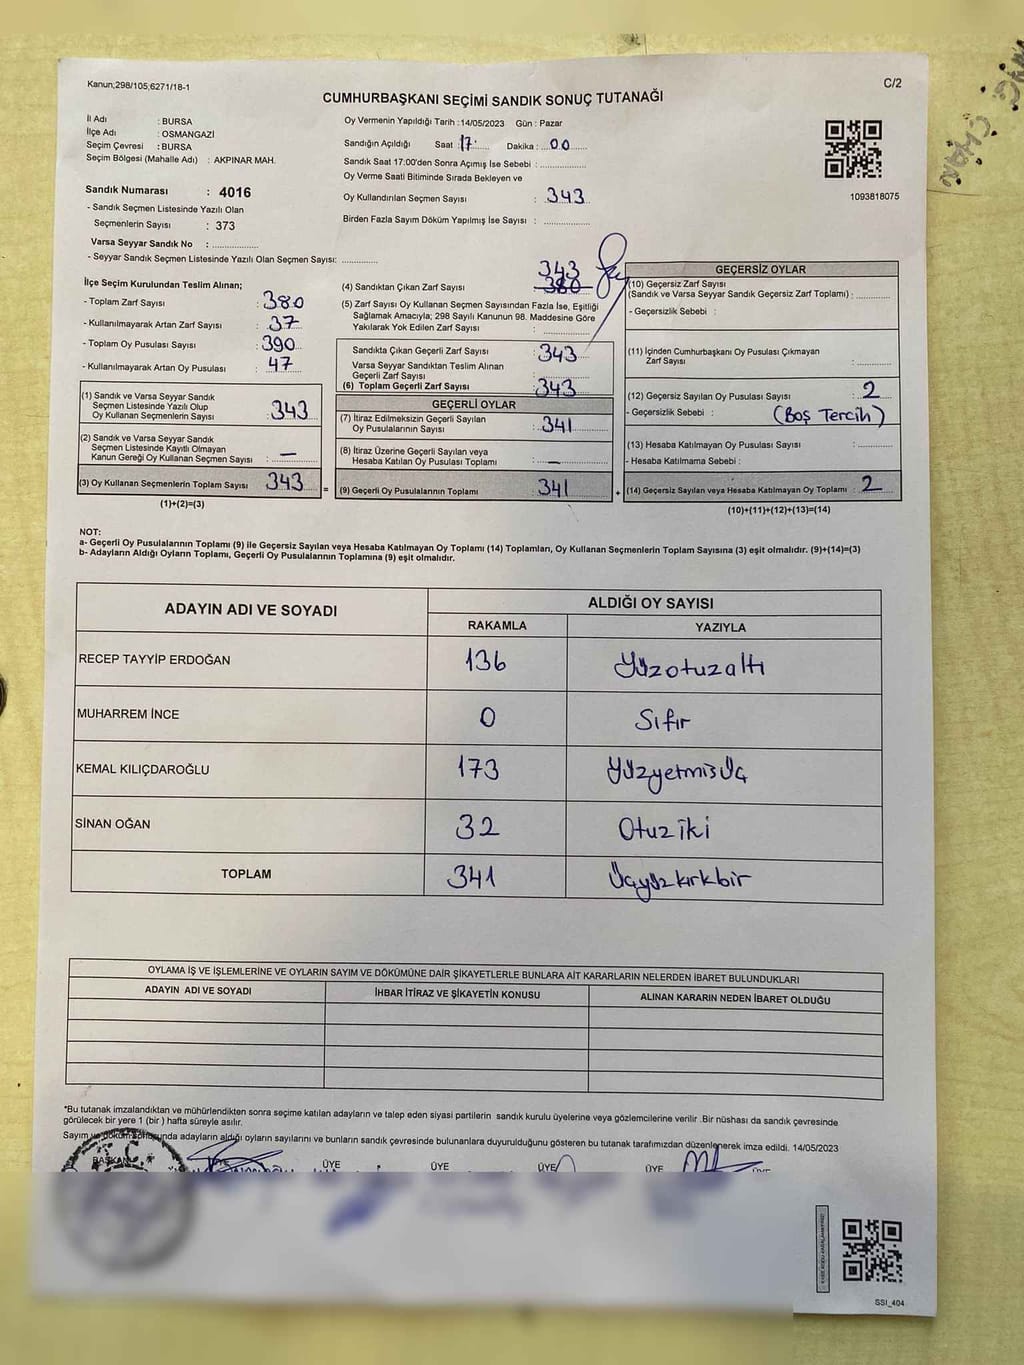 Kanun;298/105,6271/18-1
C/2
CUMHURBAŞKANI SEÇİMİ SANDIK SONUÇ TUTANAĞI
İl Adı : BURSA
İlçe Adı : OSMANGAZİ
Seçim Çevresi : BURSA
Seçim Bölgesi (Mahalle Adı) : AKPINAR MAH.
Sandık Numarası : 4016
- Sandık Seçmen Listesinde Yazılı Olan
Seçmenlerin Sayısı : 373
Varsa Seyyar Sandık No : ................
- Seyyar Sandık Seçmen Listesinde Yazılı Olan Seçmen Sayısı: ............
Oy Vermenin Yapıldığı Tarih :14/05/2023 Gün : Pazar
Sandığın Açıldığı Saat :17: Dakika : 00
Sandık Saat 17:00'den Sonra Açımış İse Sebebi : ................
Oy Verme Saati Bitiminde Sırada Bekleyen ve
Oy Kullandırılan Seçmen Sayısı : 343
Birden Fazla Sayım Döküm Yapılmış İse Sayısı : ................
1093818075
İlçe Seçim Kurulundan Teslim Alınan;
- Toplam Zarf Sayısı : 380
- Kullanılmayarak Artan Zarf Sayısı : 37
- Toplam Oy Pusulası Sayısı : 390
- Kullanılmayarak Artan Oy Pusulası : 47
(1) Sandık ve Varsa Seyyar Sandık
Seçmen Listesinde Yazılı Olup
Oy Kullanan Seçmenlerin Sayısı : 343
(2) Sandık ve Varsa Seyyar Sandık
Seçmen Listesinde Kayıtlı Olmayan
Kanun Gereği Oy Kullanan Seçmen Sayısı : —
(3) Oy Kullanan Seçmenlerin Toplam Sayısı 343
(1)+(2)=(3)
=
343
(4) Sandıktan Çıkan Zarf Sayısı : 380
(5) Zarf Sayısı Oy Kullanan Seçmen Sayısından Fazla İse, Eşitliği
Sağlamak Amacıyla; 298 Sayılı Kanunun 98. Maddesine Göre
Yakılarak Yok Edilen Zarf Sayısı : ................
Sandıkta Çıkan Geçerli Zarf Sayısı : 343
Varsa Seyyar Sandıktan Teslim Alınan
Geçerli Zarf Sayısı :
(6) Toplam Geçerli Zarf Sayısı : 343
GEÇERLİ OYLAR
(7) İtiraz Edilmeksizin Geçerli Sayılan
Oy Pusulalarının Sayısı : 341
(8) İtiraz Üzerine Geçerli Sayılan veya
Hesaba Katılan Oy Pusulası Toplamı : —
(9) Geçerli Oy Pusulalarının Toplamı : 341
+
GEÇERSİZ OYLAR
(10) Geçersiz Zarf Sayısı
(Sandık ve Varsa Seyyar Sandık Geçersiz Zarf Toplamı) : ............
- Geçersizlik Sebebi :
(11) İçinden Cumhurbaşkanı Oy Pusulası Çıkmayan
Zarf Sayısı : ............
(12) Geçersiz Sayılan Oy Pusulası Sayısı : 2
- Geçersizlik Sebebi : (Boş Tercih)
(13) Hesaba Katılmayan Oy Pusulası Sayısı : ............
- Hesaba Katılmama Sebebi :
(14) Geçersiz Sayılan veya Hesaba Katılmayan Oy Toplamı : 2
(10)+(11)+(12)+(13)=(14)
NOT:
a- Geçerli Oy Pusulalarının Toplamı (9) ile Geçersiz Sayılan veya Hesaba Katılmayan Oy Toplamı (14) Toplamları, Oy Kullanan Seçmenlerin Toplam Sayısına (3) eşit olmalıdır. (9)+(14)=(3)
b- Adayların Aldığı Oyların Toplamı, Geçerli Oy Pusulalarının Toplamına (9) eşit olmalıdır.
ADAYIN ADI VE SOYADI ALDIĞI OY SAYISI
RAKAMLA YAZIYLA
RECEP TAYYİP ERDOĞAN 136 Yüzotuzaltı
MUHARREM İNCE 0 Sıfır
KEMAL KILIÇDAROĞLU 173 Yüzyetmişüç
SİNAN OĞAN 32 Otuziki
TOPLAM 341 Üçyüzkırkbir
OYLAMA İŞ VE İŞLEMLERİNE VE OYLARIN SAYIM VE DÖKÜMÜNE DAİR ŞİKAYETLERLE BUNLARA AİT KARARLARIN NELERDEN İBARET BULUNDUKLARI
ADAYIN ADI VE SOYADI İHBAR İTİRAZ VE ŞİKAYETİN KONUSU ALINAN KARARIN NEDEN İBARET OLDUĞU
*Bu tutanak imzalandıktan ve mühürlendikten sonra seçime katılan adayların ve talep eden siyasi partilerin sandık kurulu üyelerine veya gözlemcilerine verilir .Bir nüshası da sandık çevresinde
görülecek bir yere 1 (bir ) hafta süreyle asılır.
Sayım ve döküm sonucunda adayların aldığı oyların sayılarını ve bunların sandık çevresinde bulunanlara duyurulduğunu gösteren bu tutanak tarafımızdan düzenlenerek imza edildi. 14/05/2023
BAŞKAN ÜYE ÜYE ÜYE ÜYE ÜYE
T.C.
SSI_404